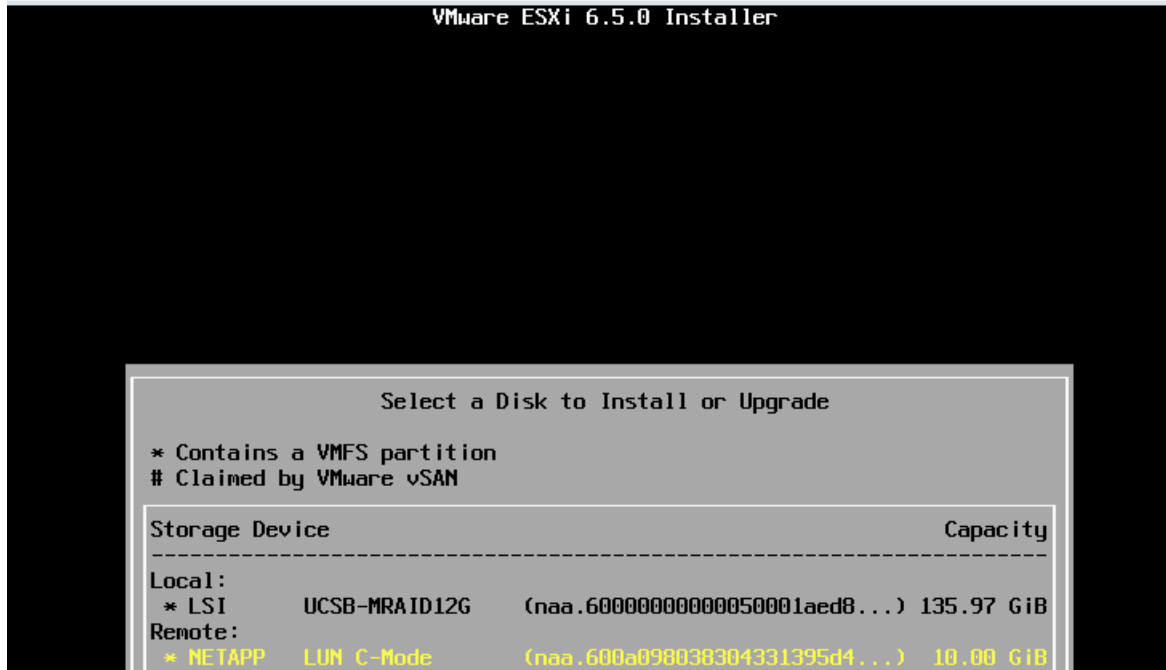 VMware ESXi 6.5.0 Installer
Select a Disk to Install or Upgrade
* Contains a VMFS partition
# Claimed by VMware vSAN
Storage Device Capacity
Local:
* LSI UCSB-MRAID12G (naa.60000000000050001aed8...) 135.97 GiB
Remote:
* NETAPP LUN C-Mode (naa.600a098038304331395d4...) 10.00 GiB